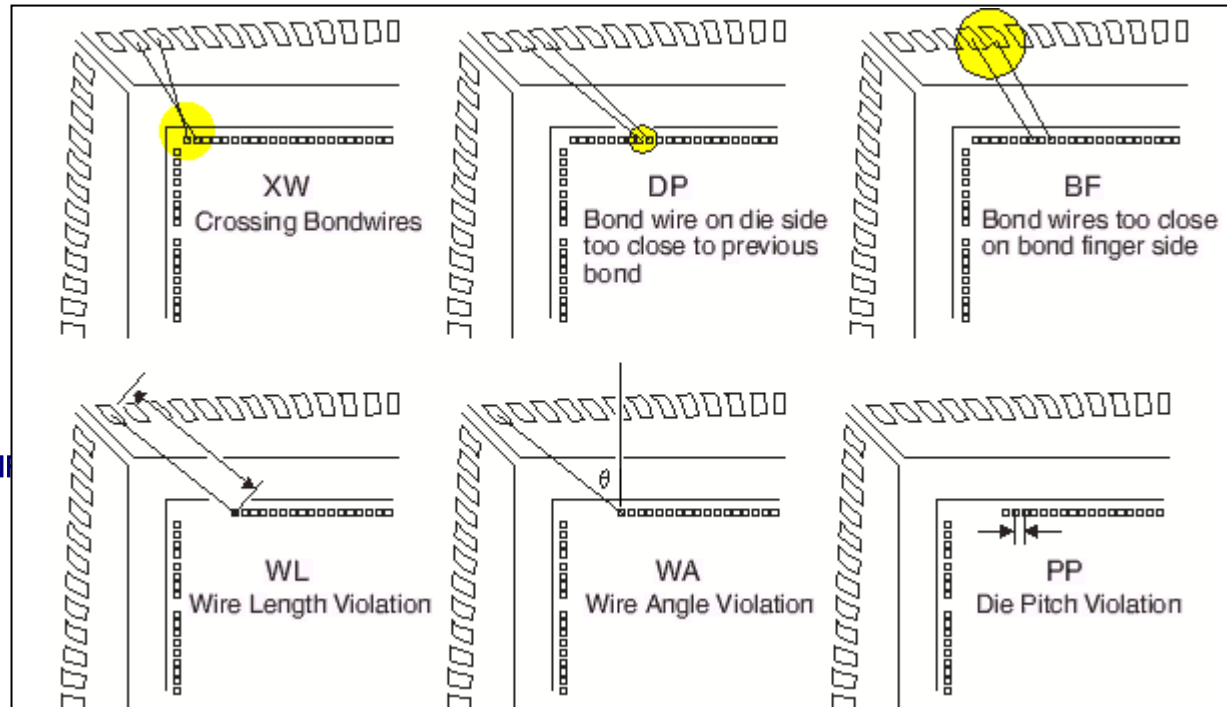 XW
Crossing Bondwires
DP
Bond wire on die side
too close to previous
bond
BF
Bond wires too close
on bond finger side
WL
Wire Length Violation
θ
WA
Wire Angle Violation
PP
Die Pitch Violation